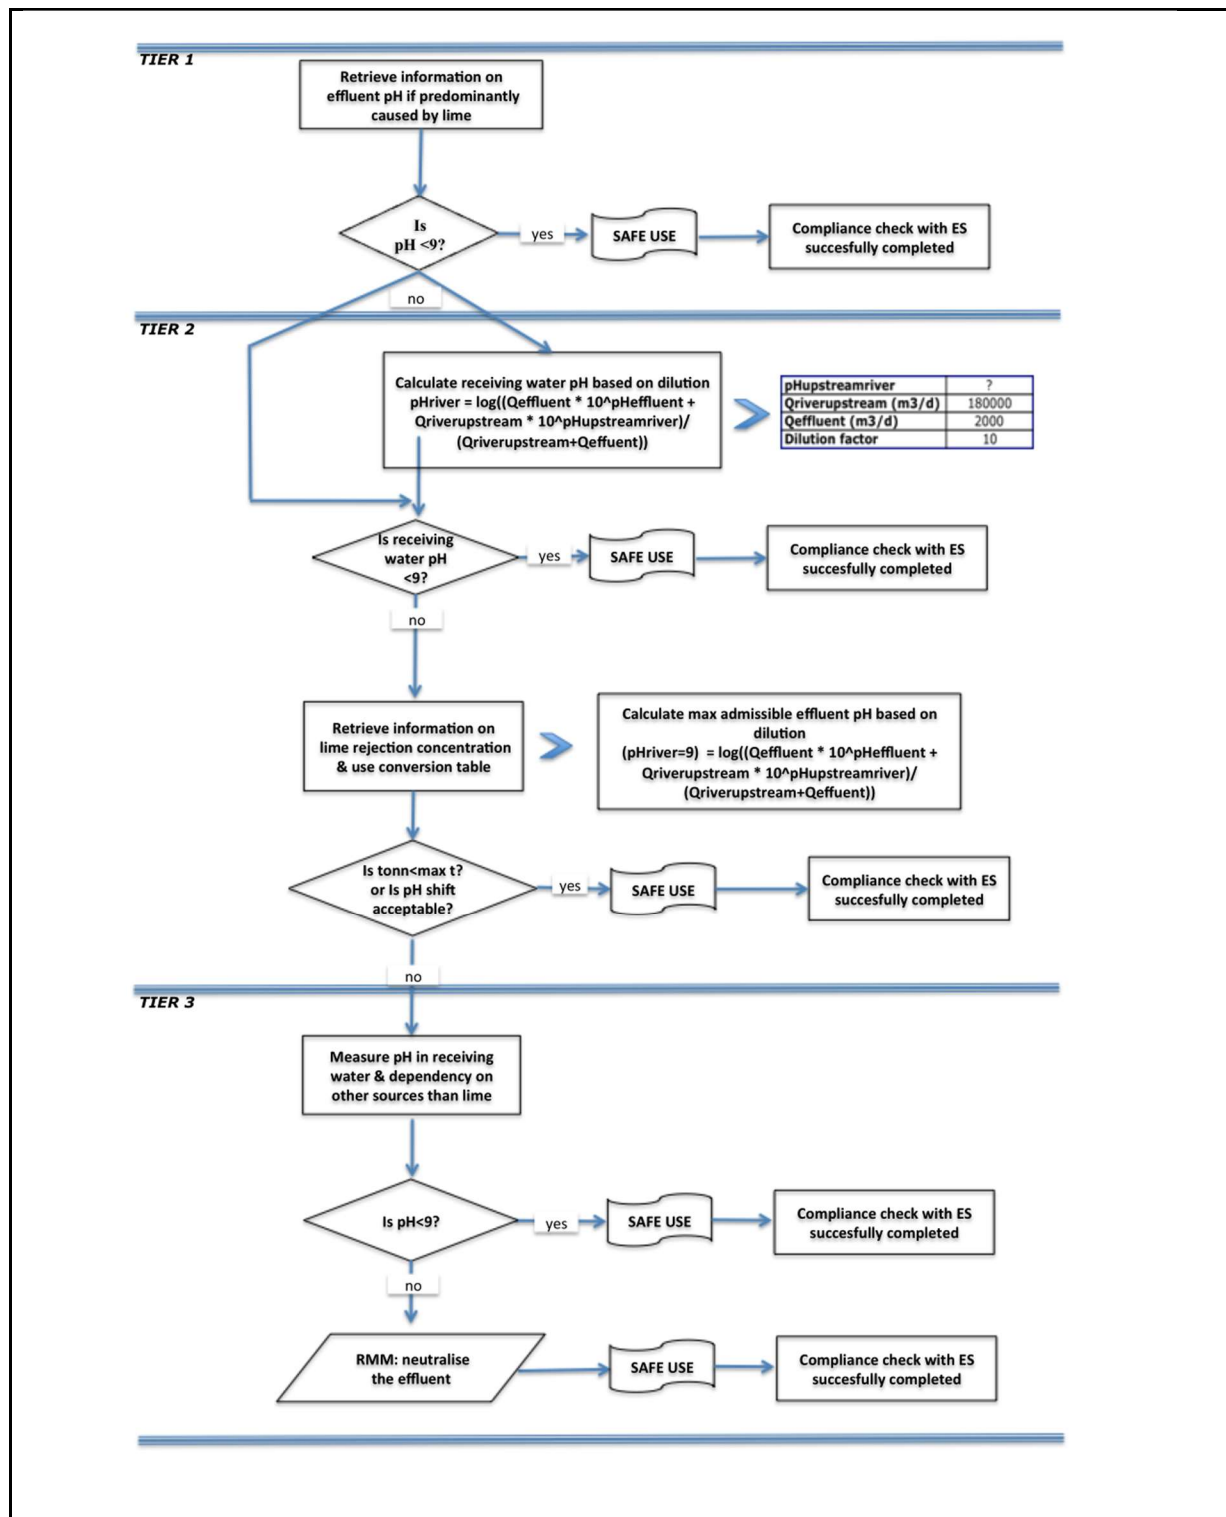 TIER 1
Retrieve information on
effluent pH if predominantly
caused by lime
Is
pH <9?
yes
SAFE USE
Compliance check with ES
succesfully completed
no
TIER 2
Calculate receiving water pH based on dilution
pHriver = log((Qeffluent * 10^pHeffluent +
Qriverupstream * 10^pHupstreamriver)/
(Qriverupstream+Qeffuent))
pHupstreamriver ?
Qriverupstream (m3/d) 180000
Qeffluent (m3/d) 2000
Dilution factor 10
Is receiving
water pH
<9?
yes
SAFE USE
Compliance check with ES
succesfully completed
no
Retrieve information on
lime rejection concentration
& use conversion table
Calculate max admissible effluent pH based on
dilution
(pHriver=9) = log((Qeffluent * 10^pHeffluent +
Qriverupstream * 10^pHupstreamriver)/
(Qriverupstream+Qeffuent))
Is tonn<max t?
or Is pH shift
acceptable?
yes
SAFE USE
Compliance check with ES
succesfully completed
no
TIER 3
Measure pH in receiving
water & dependency on
other sources than lime
Is pH<9?
yes
SAFE USE
Compliance check with ES
succesfully completed
no
RMM: neutralise
the effluent
SAFE USE
Compliance check with ES
succesfully completed